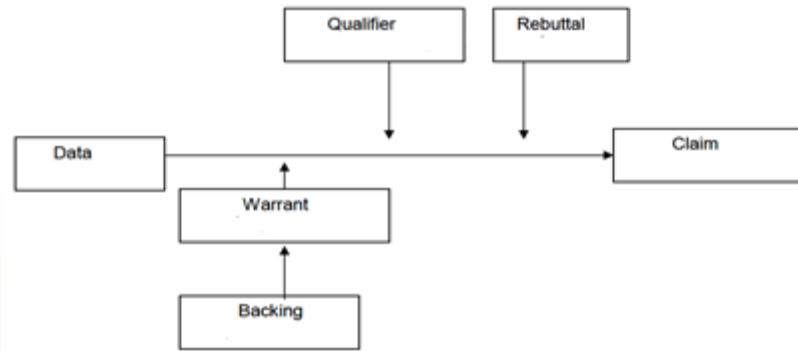 Qualifier
Rebuttal
Data
Claim
Warrant
Backing